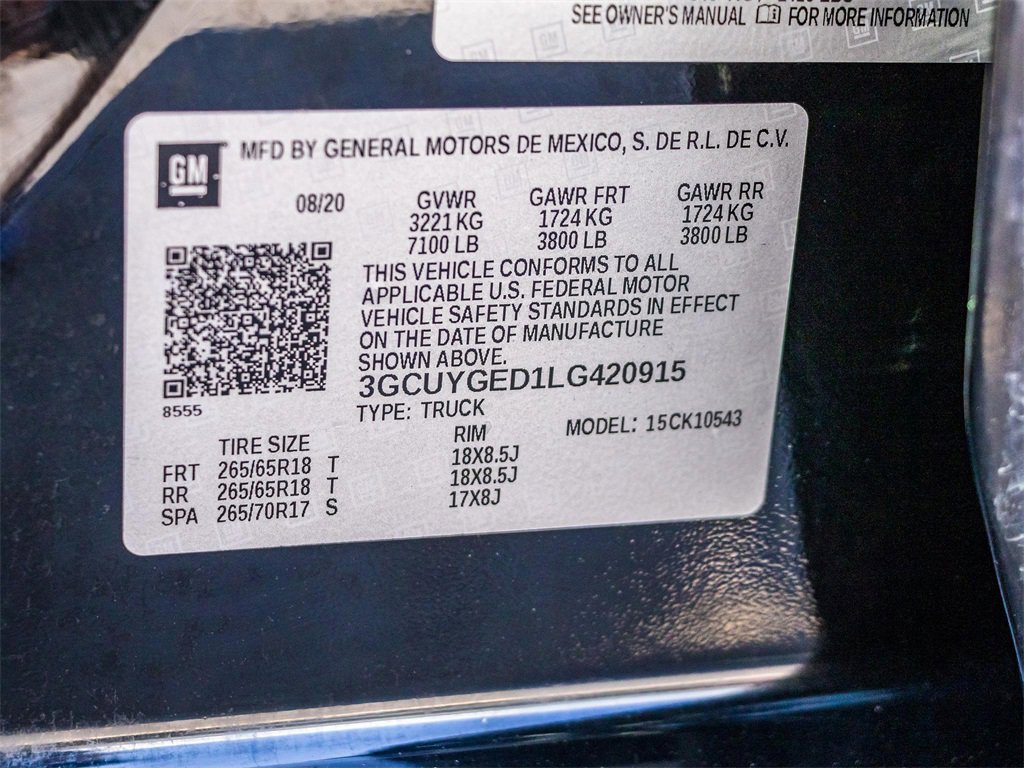 SEE OWNER'S MANUAL FOR MORE INFORMATION
GM MFD BY GENERAL MOTORS DE MEXICO, S. DE R.L. DE C.V.
08/20 GVWR GAWR FRT GAWR RR
3221 KG 1724 KG 1724 KG
7100 LB 3800 LB 3800 LB
THIS VEHICLE CONFORMS TO ALL
APPLICABLE U.S. FEDERAL MOTOR
VEHICLE SAFETY STANDARDS IN EFFECT
ON THE DATE OF MANUFACTURE
SHOWN ABOVE.
3GCUYGED1LG420915
8555
TYPE: TRUCK
MODEL: 15CK10543
TIRE SIZE RIM
FRT 265/65R18 T 18X8.5J
RR 265/65R18 T 18X8.5J
SPA 265/70R17 S 17X8J